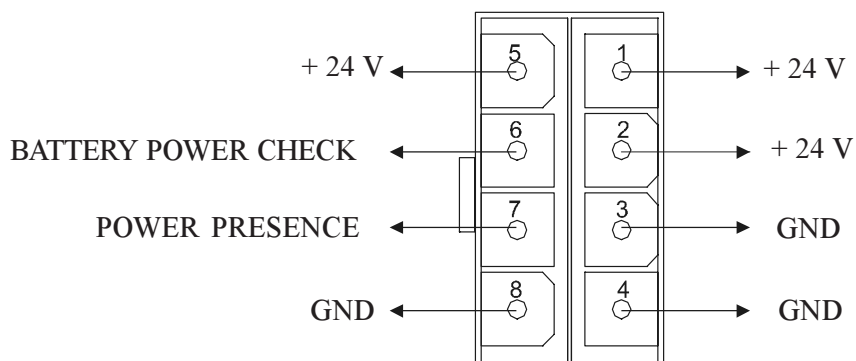 + 24 V 5 1 + 24 V
BATTERY POWER CHECK 6 2 + 24 V
POWER PRESENCE 7 3 GND
GND 8 4 GND